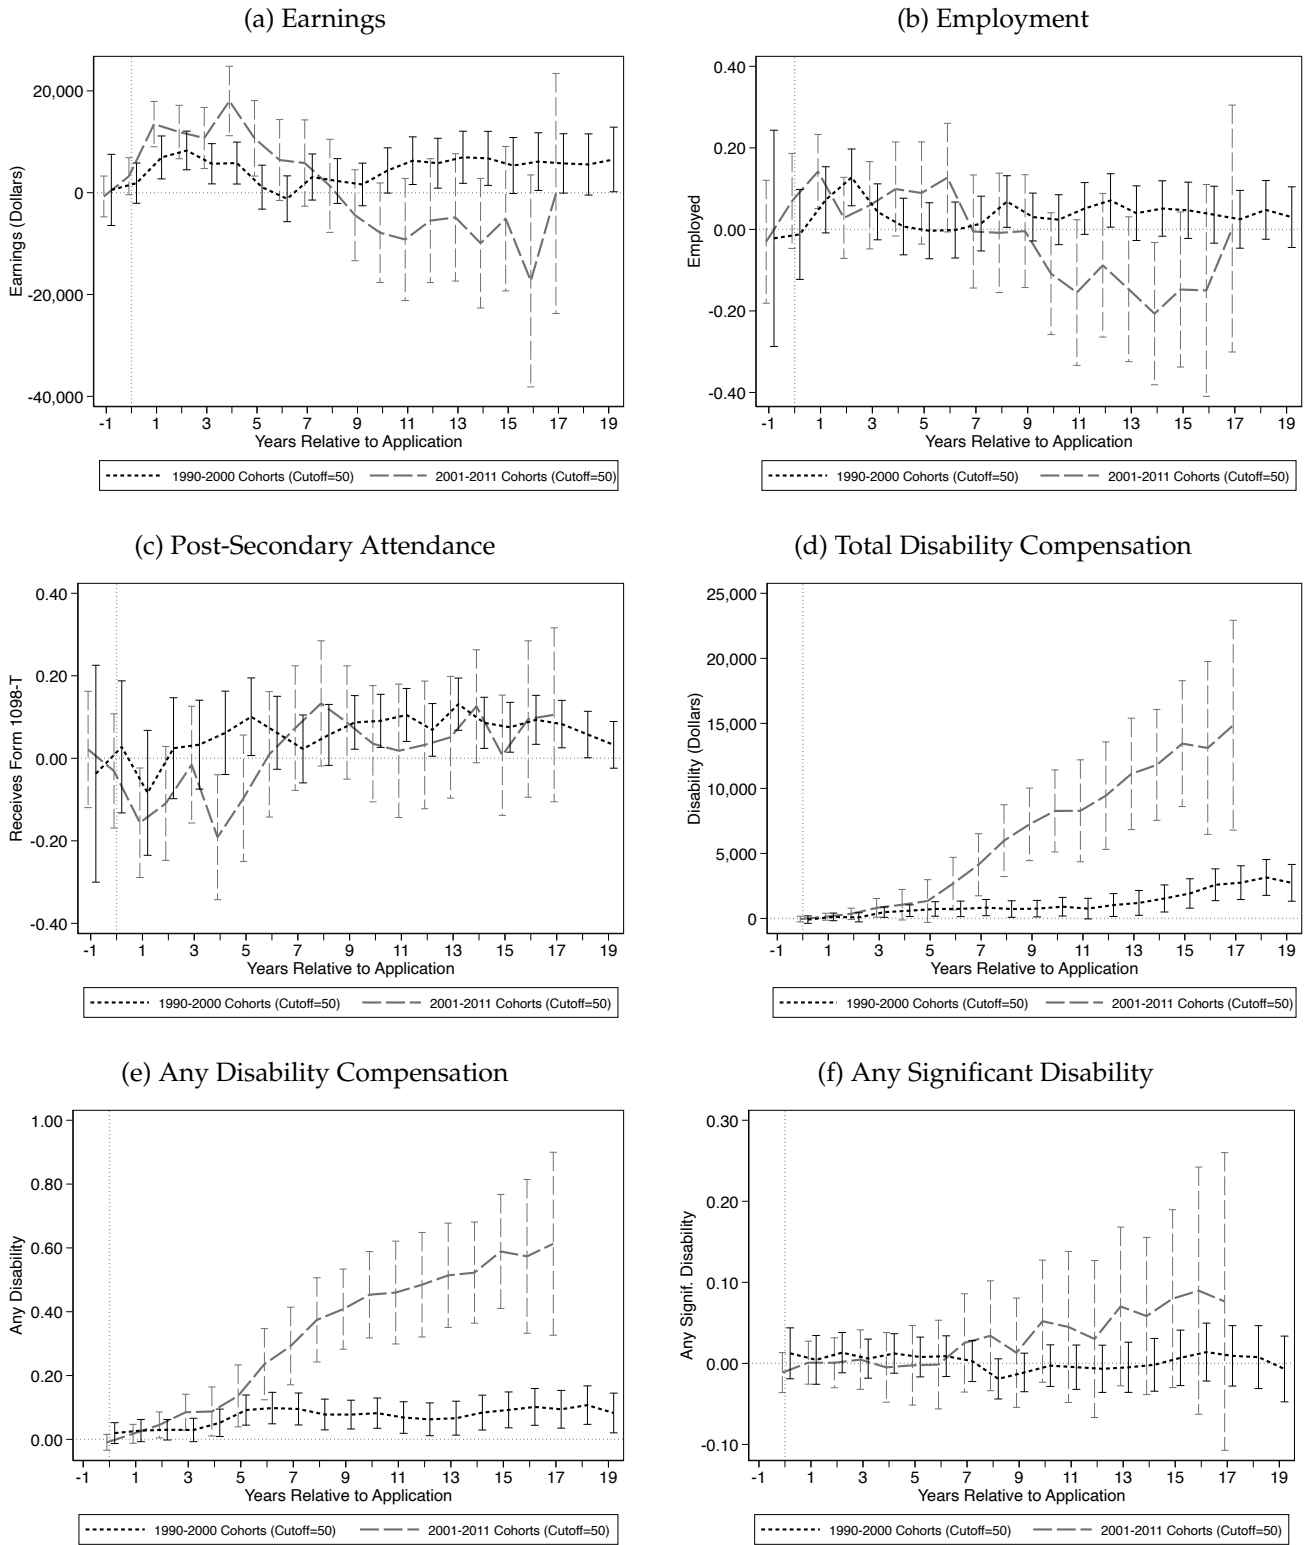 (a) Earnings
20,000
0
-20,000
-40,000
Earnings (Dollars)
-1 1 3 5 7 9 11 13 15 17 19
Years Relative to Application
1990-2000 Cohorts (Cutoff=50) 2001-2011 Cohorts (Cutoff=50)
(b) Employment
0.40
0.20
0.00
-0.20
-0.40
Employed
-1 1 3 5 7 9 11 13 15 17 19
Years Relative to Application
1990-2000 Cohorts (Cutoff=50) 2001-2011 Cohorts (Cutoff=50)
(c) Post-Secondary Attendance
0.40
0.20
0.00
-0.20
-0.40
Receives Form 1098-T
-1 1 3 5 7 9 11 13 15 17 19
Years Relative to Application
1990-2000 Cohorts (Cutoff=50) 2001-2011 Cohorts (Cutoff=50)
(d) Total Disability Compensation
25,000
20,000
15,000
10,000
5,000
0
Disability (Dollars)
-1 1 3 5 7 9 11 13 15 17 19
Years Relative to Application
1990-2000 Cohorts (Cutoff=50) 2001-2011 Cohorts (Cutoff=50)
(e) Any Disability Compensation
1.00
0.80
0.60
0.40
0.20
0.00
Any Disability
-1 1 3 5 7 9 11 13 15 17 19
Years Relative to Application
1990-2000 Cohorts (Cutoff=50) 2001-2011 Cohorts (Cutoff=50)
(f) Any Significant Disability
0.30
0.20
0.10
0.00
-0.10
Any Signif. Disability
-1 1 3 5 7 9 11 13 15 17 19
Years Relative to Application
1990-2000 Cohorts (Cutoff=50) 2001-2011 Cohorts (Cutoff=50)